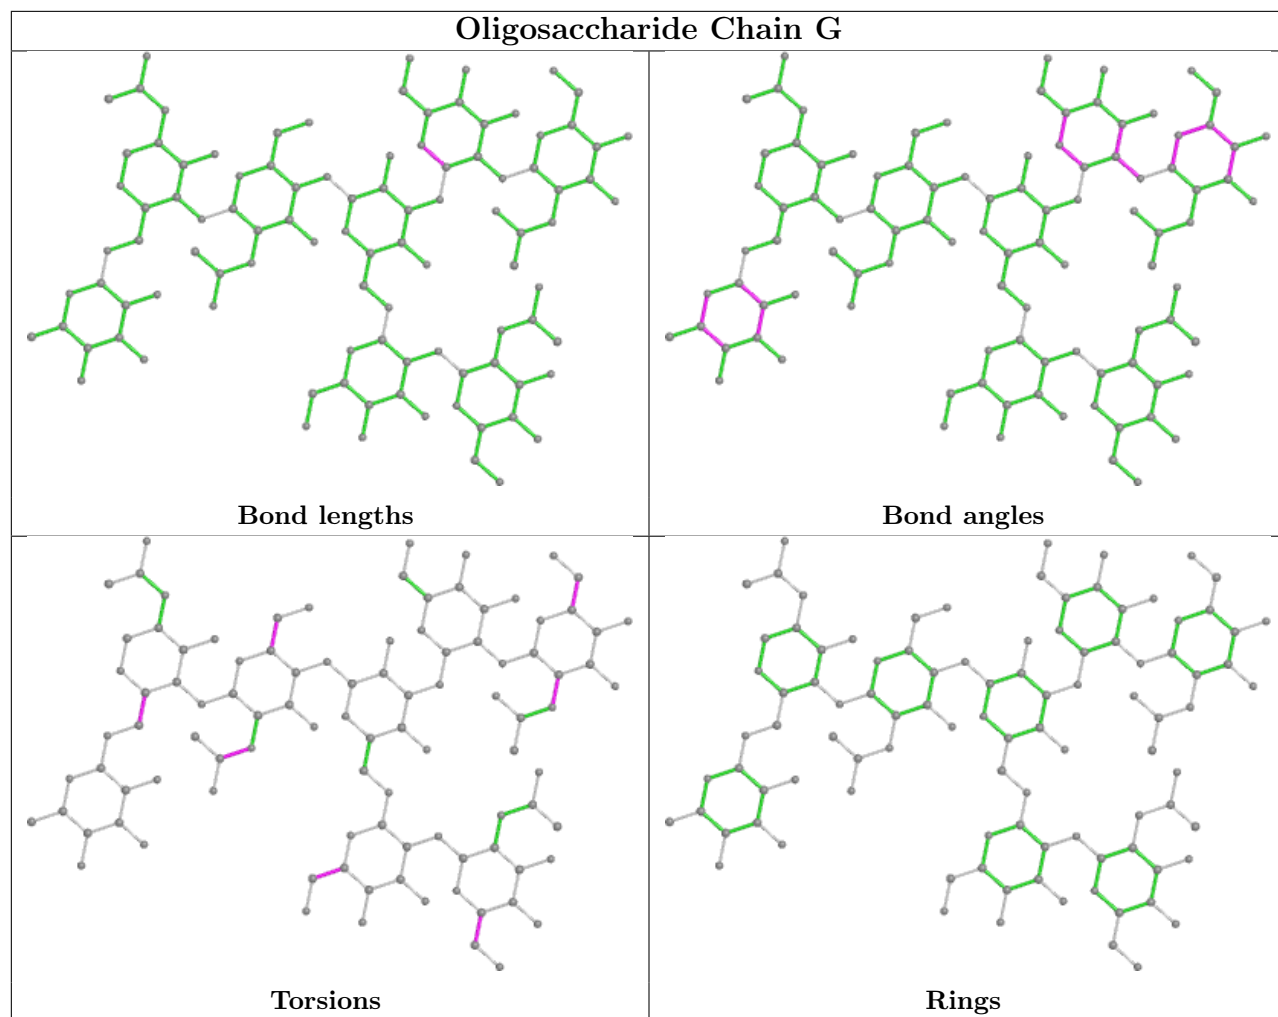 Oligosaccharide Chain G
Bond lengths
Bond angles
Torsions
Rings